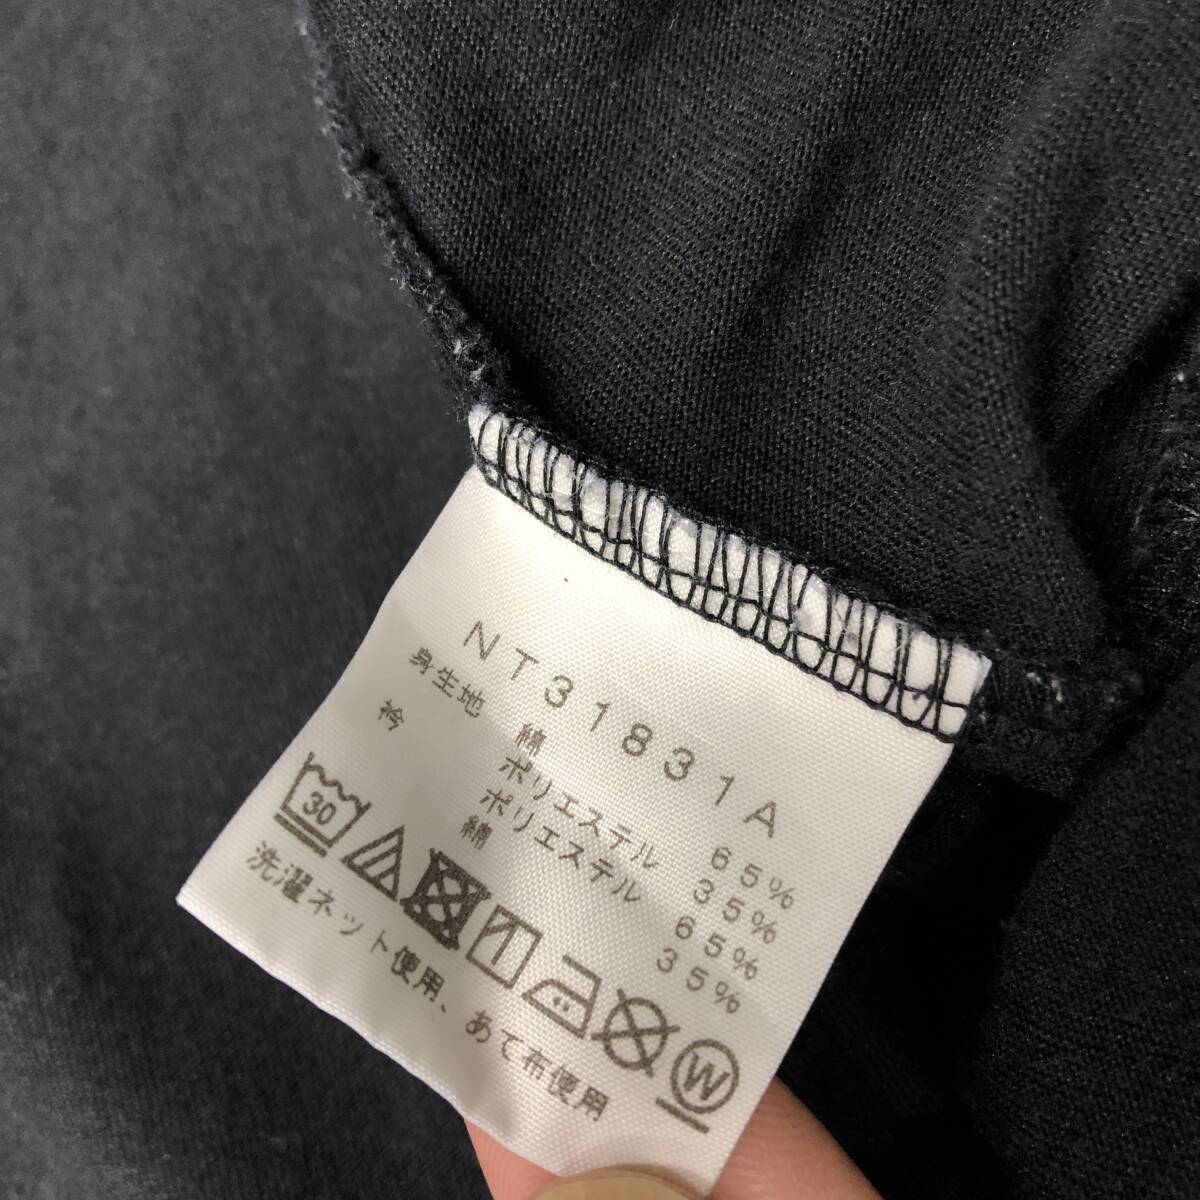 NT31831A
身生地 綿 65%
ポリエステル 35%
衿 ポリエステル 65%
綿 35%
30
W
洗濯ネット使用、あて布使用